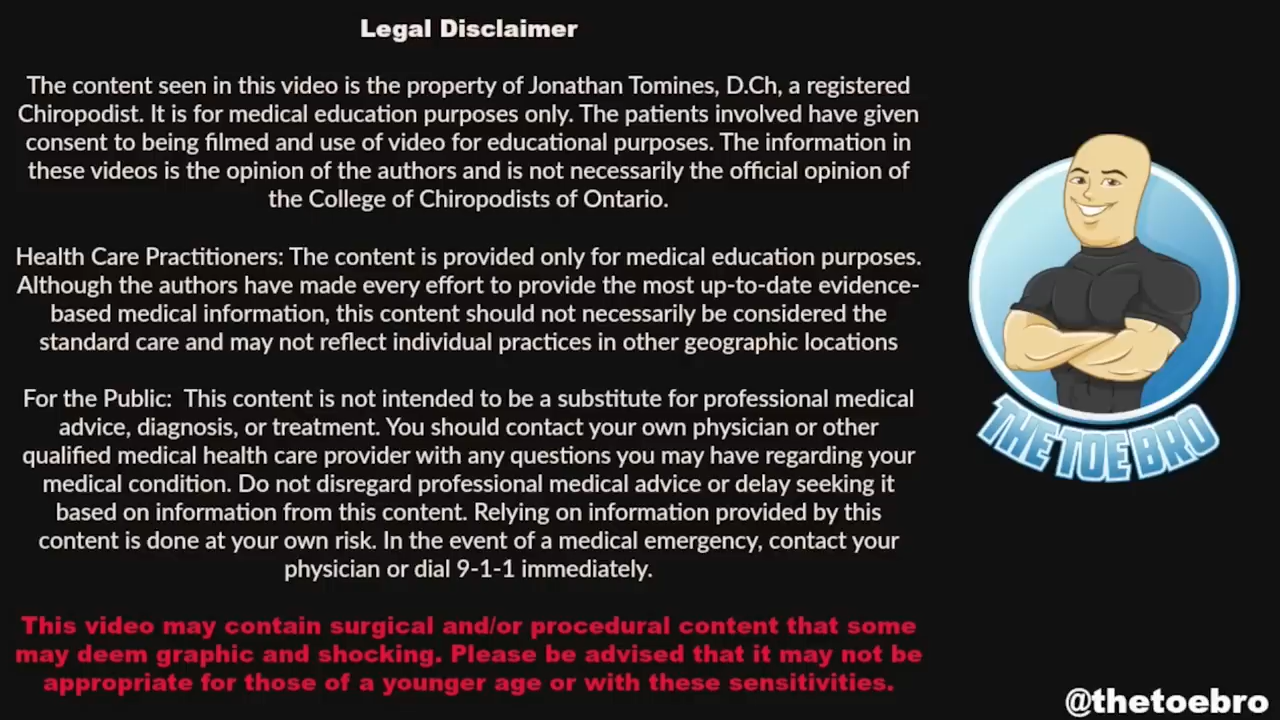 Legal Disclaimer
The content seen in this video is the property of Jonathan Tomines, D.Ch, a registered
Chiropodist. It is for medical education purposes only. The patients involved have given
consent to being filmed and use of video for educational purposes. The information in
these videos is the opinion of the authors and is not necessarily the official opinion of
the College of Chiropodists of Ontario.
Health Care Practitioners: The content is provided only for medical education purposes.
Although the authors have made every effort to provide the most up-to-date evidence-
based medical information, this content should not necessarily be considered the
standard care and may not reflect individual practices in other geographic locations
For the Public:  This content is not intended to be a substitute for professional medical
advice, diagnosis, or treatment. You should contact your own physician or other
qualified medical health care provider with any questions you may have regarding your
medical condition. Do not disregard professional medical advice or delay seeking it
based on information from this content. Relying on information provided by this
content is done at your own risk. In the event of a medical emergency, contact your
physician or dial 9-1-1 immediately.
This video may contain surgical and/or procedural content that some
may deem graphic and shocking. Please be advised that it may not be
appropriate for those of a younger age or with these sensitivities.
THE TOE BRO
@thetoebro